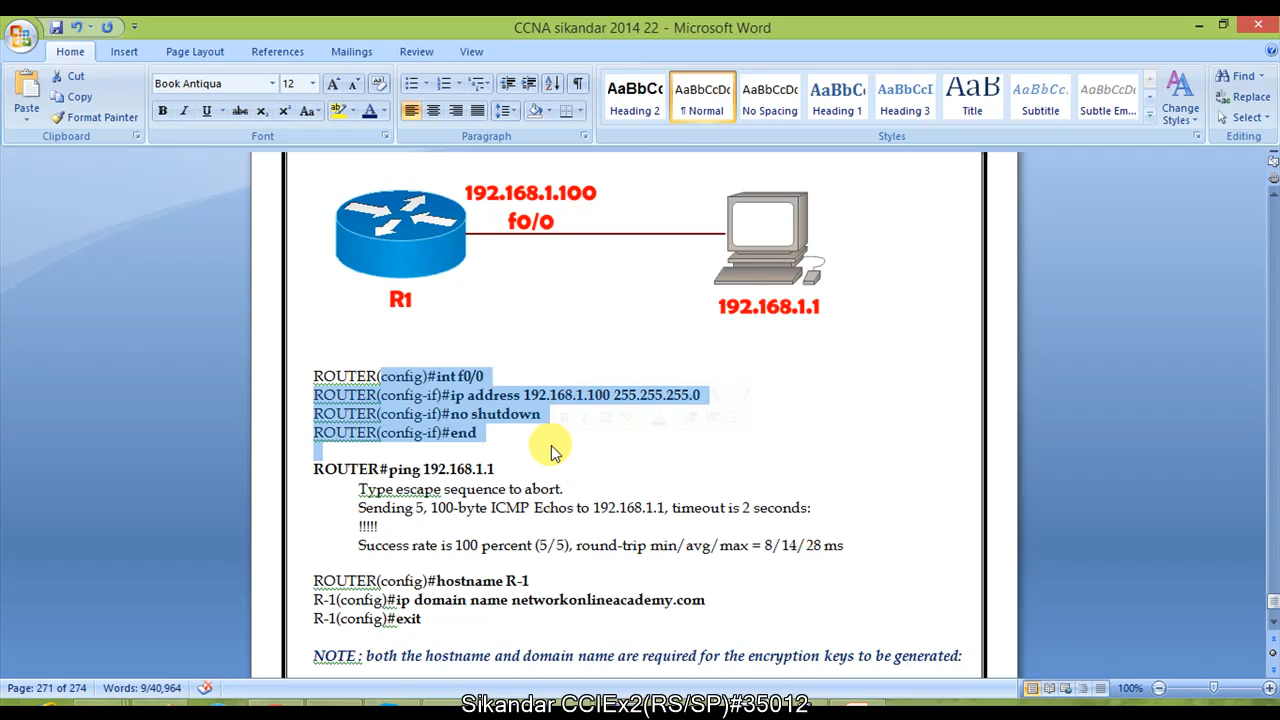 CCNA sikandar 2014 22 - Microsoft Word
Home Insert Page Layout References Mailings Review View
Paste
Cut
Copy
Format Painter
Clipboard
Book Antiqua 12
B I U abc x₂ x² Aa
Font
Paragraph
AaBbCc AaBbCcDc AaBbCcDc AaBbC AaBbCcI AaB AaBbCcI AaBbCcDc
Heading 2 ¶ Normal No Spacing Heading 1 Heading 3 Title Subtitle Subtle Em...
Change Styles
Styles
Find
Replace
Select
Editing
192.168.1.100
f0/0
R1
192.168.1.1
ROUTER(config)#int f0/0
ROUTER(config-if)#ip address 192.168.1.100 255.255.255.0
ROUTER(config-if)#no shutdown
ROUTER(config-if)#end
ROUTER#ping 192.168.1.1
Type escape sequence to abort.
Sending 5, 100-byte ICMP Echos to 192.168.1.1, timeout is 2 seconds:
!!!!!
Success rate is 100 percent (5/5), round-trip min/avg/max = 8/14/28 ms
ROUTER(config)#hostname R-1
R-1(config)#ip domain name networkonlineacademy.com
R-1(config)#exit
NOTE : both the hostname and domain name are required for the encryption keys to be generated:
Page: 271 of 274 Words: 9/40,964 100%
Sikandar CCIEx2(RS/SP)#35012